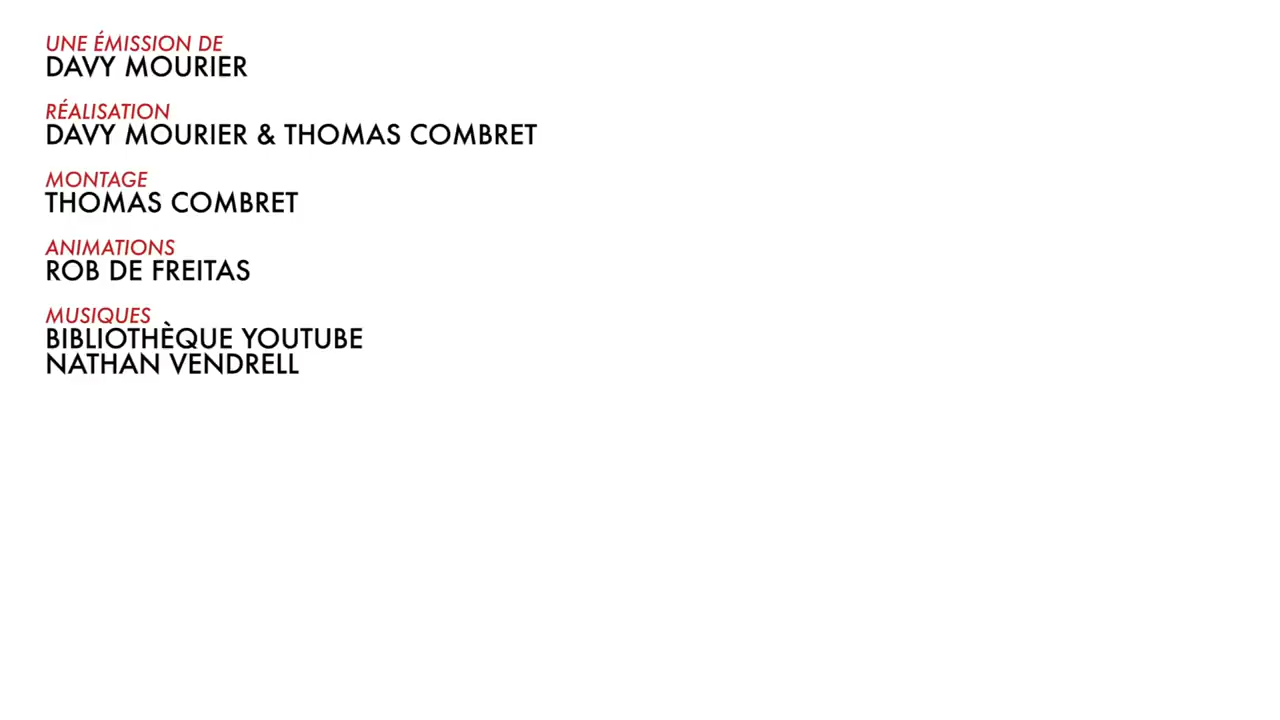 UNE ÉMISSION DE
DAVY MOURIER
RÉALISATION
DAVY MOURIER & THOMAS COMBRET
MONTAGE
THOMAS COMBRET
ANIMATIONS
ROB DE FREITAS
MUSIQUES
BIBLIOTHÈQUE YOUTUBE
NATHAN VENDRELL